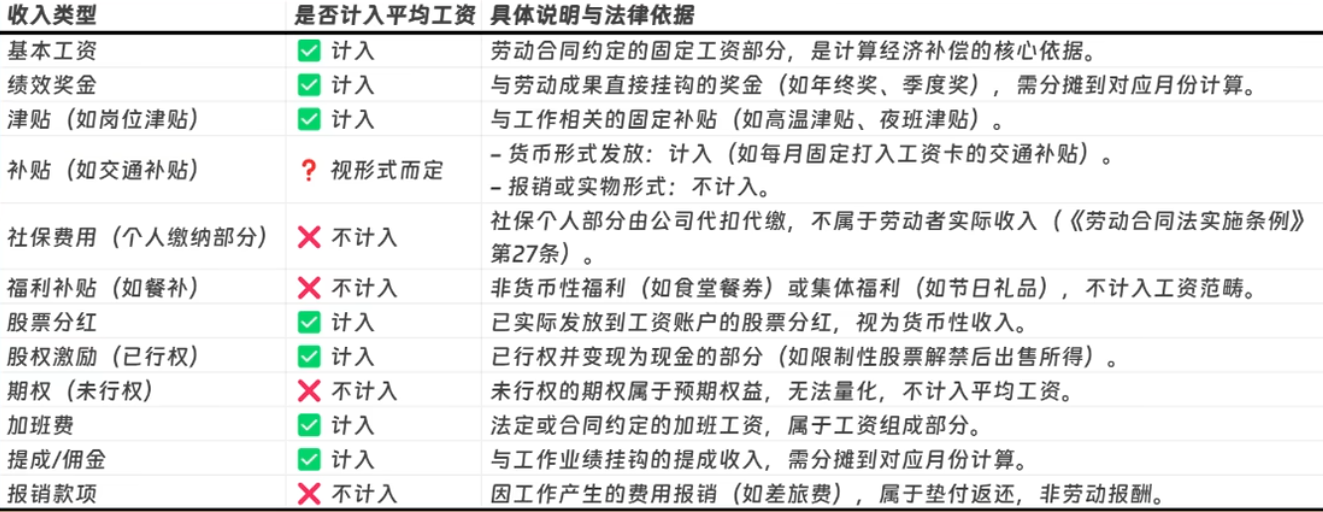 收入类型 是否计入平均工资 具体说明与法律依据
基本工资 ✅ 计入 劳动合同约定的固定工资部分，是计算经济补偿的核心依据。
绩效奖金 ✅ 计入 与劳动成果直接挂钩的奖金（如年终奖、季度奖），需分摊到对应月份计算。
津贴（如岗位津贴） ✅ 计入 与工作相关的固定补贴（如高温津贴、夜班津贴）。
补贴（如交通补贴） ❓ 视形式而定 – 货币形式发放：计入（如每月固定打入工资卡的交通补贴）。
– 报销或实物形式：不计入。
社保费用（个人缴纳部分） ❌ 不计入 社保个人部分由公司代扣代缴，不属于劳动者实际收入（《劳动合同法实施条例》
第27条）。
福利补贴（如餐补） ❌ 不计入 非货币性福利（如食堂餐券）或集体福利（如节日礼品），不计入工资范畴。
股票分红 ✅ 计入 已实际发放到工资账户的股票分红，视为货币性收入。
股权激励（已行权） ✅ 计入 已行权并变现为现金的部分（如限制性股票解禁后出售所得）。
期权（未行权） ❌ 不计入 未行权的期权属于预期权益，无法量化，不计入平均工资。
加班费 ✅ 计入 法定或合同约定的加班工资，属于工资组成部分。
提成/佣金 ✅ 计入 与工作业绩挂钩的提成收入，需分摊到对应月份计算。
报销款项 ❌ 不计入 因工作产生的费用报销（如差旅费），属于垫付返还，非劳动报酬。